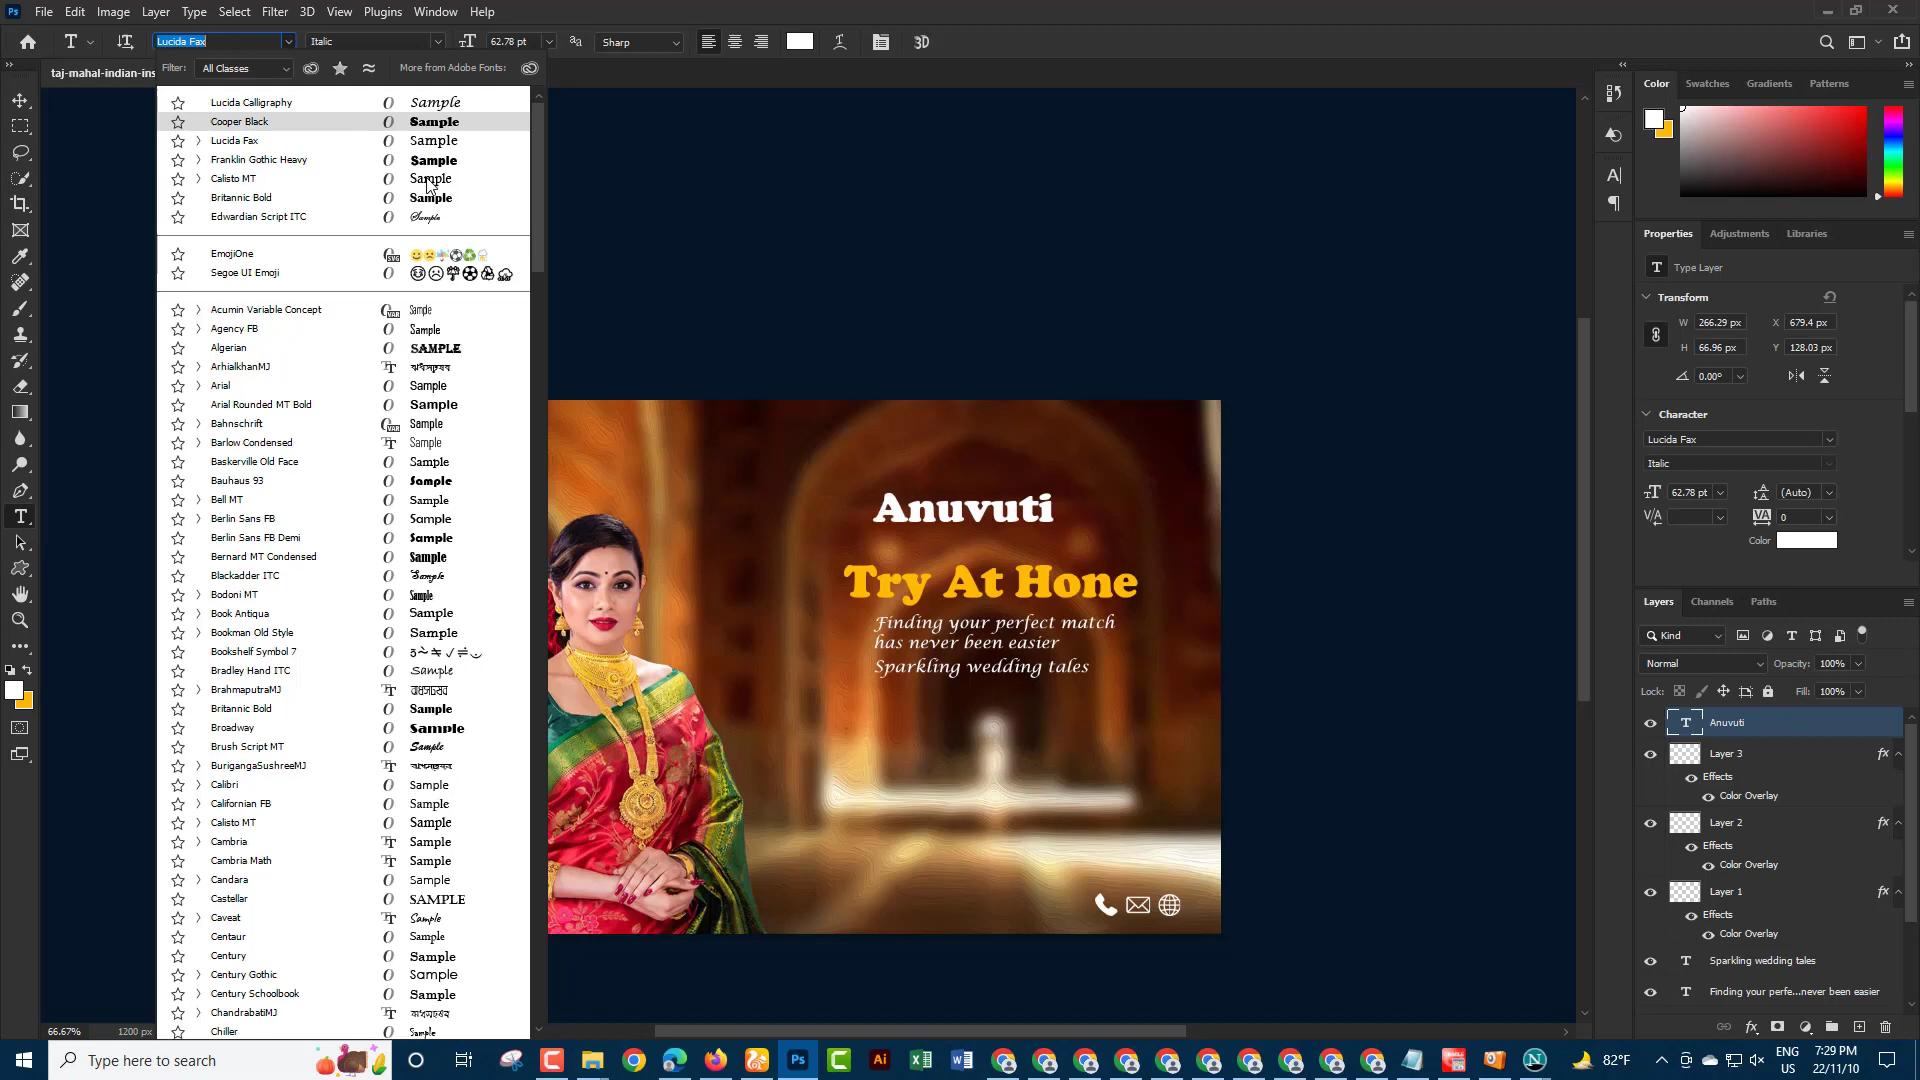 Ps File Edit Image Layer Type Select Filter 3D View Plugins Window Help
Lucida Fax Italic 62.78 pt Sharp 3D
taj-mahal-indian-ins
Filter: All Classes More from Adobe Fonts:
Lucida Calligraphy Sample
Cooper Black Sample
Lucida Fax Sample
Franklin Gothic Heavy Sample
Calisto MT Sample
Britannic Bold Sample
Edwardian Script ITC Sample
EmojiOne
Segoe UI Emoji
Acumin Variable Concept Sample
Agency FB Sample
Algerian SAMPLE
ArhialkhanMJ
Arial Sample
Arial Rounded MT Bold Sample
Bahnschrift Sample
Barlow Condensed Sample
Baskerville Old Face Sample
Bauhaus 93 Sample
Bell MT Sample
Berlin Sans FB Sample
Berlin Sans FB Demi Sample
Bernard MT Condensed Sample
Blackadder ITC Sample
Bodoni MT Sample
Book Antiqua Sample
Bookman Old Style Sample
Bookshelf Symbol 7
Bradley Hand ITC Sample
BrahmaputraMJ
Britannic Bold Sample
Broadway Sample
Brush Script MT Sample
BurigangaSushreeMJ
Calibri Sample
Californian FB Sample
Calisto MT Sample
Cambria Sample
Cambria Math Sample
Candara Sample
Castellar SAMPLE
Caveat Sample
Centaur Sample
Century Sample
Century Gothic Sample
Century Schoolbook Sample
ChandrabatiMJ
Chiller Sample
Anuvuti
Try At Hone
Finding your perfect match
has never been easier
Sparkling wedding tales
66.67% 1200 px
Color Swatches Gradients Patterns
Properties Adjustments Libraries
T Type Layer
Transform
W 266.29 px X 679.4 px
H 66.96 px Y 128.03 px
0.00°
Character
Lucida Fax
Italic
62.78 pt (Auto)
0
Color
Layers Channels Paths
Kind
Normal Opacity: 100%
Lock: Fill: 100%
Anuvuti
Layer 3 fx
Effects
Color Overlay
Layer 2 fx
Effects
Color Overlay
Layer 1 fx
Effects
Color Overlay
Sparkling wedding tales
Finding your perfe...never been easier
Type here to search
82°F
ENG
US
7:29 PM
22/11/10